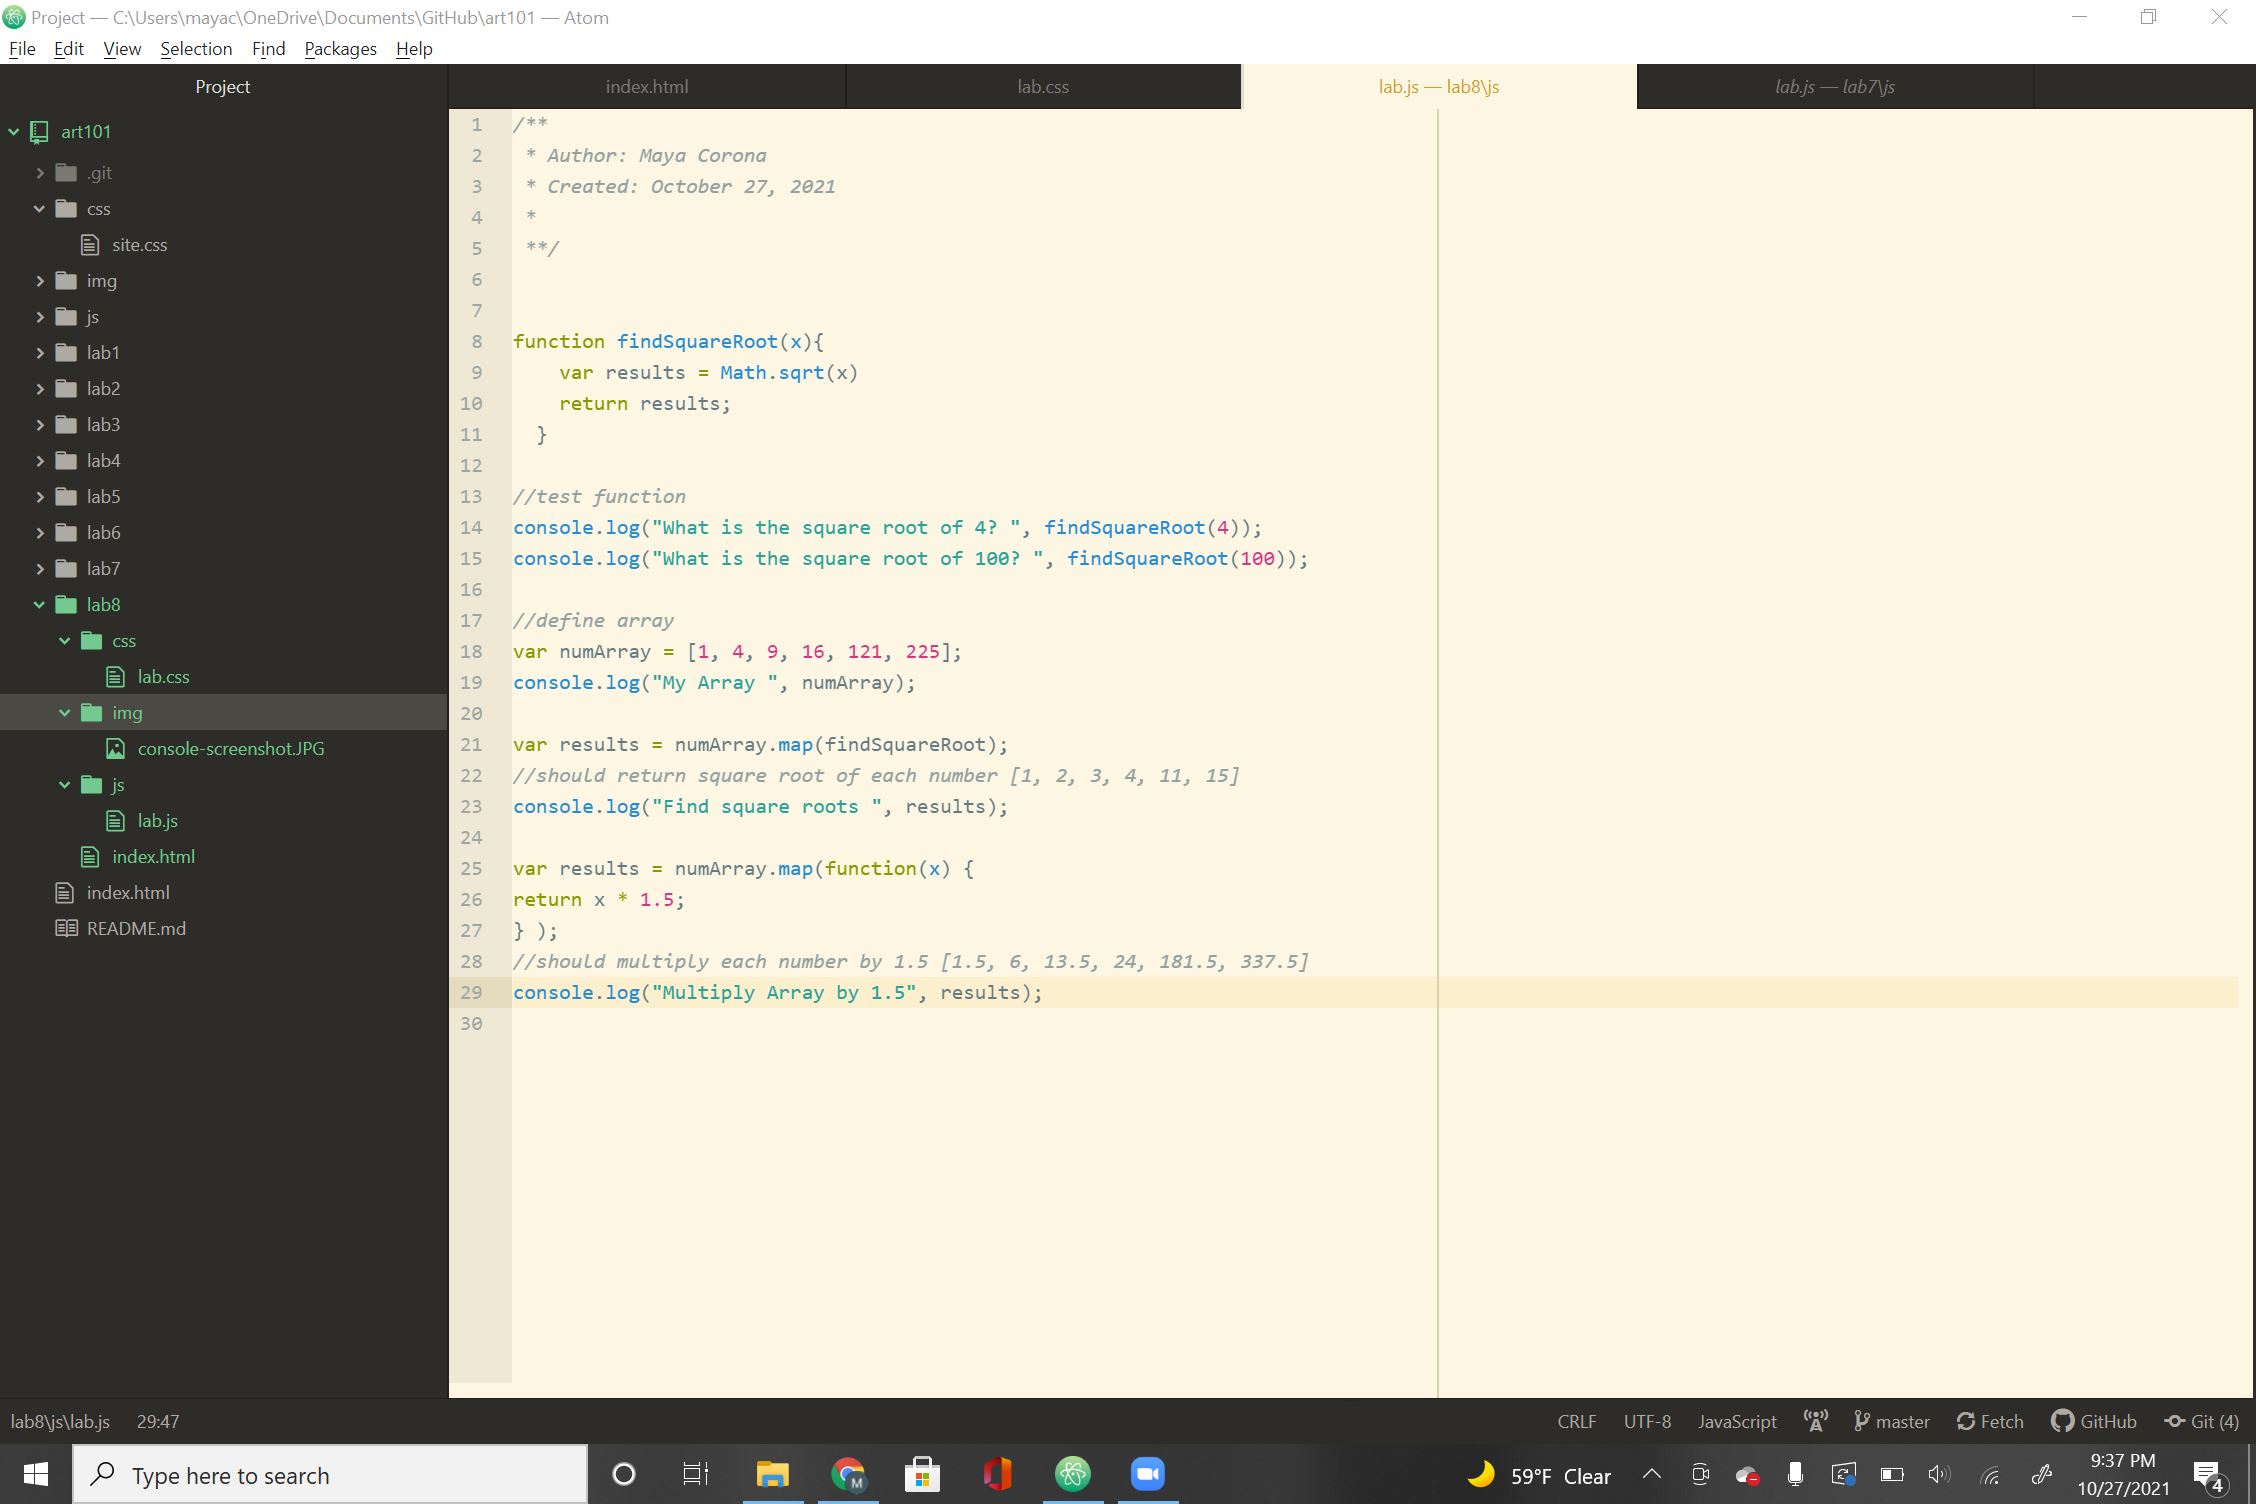 Project — C:\Users\mayac\OneDrive\Documents\GitHub\art101 — Atom
File Edit View Selection Find Packages Help
Project
art101
.git
css
site.css
img
js
lab1
lab2
lab3
lab4
lab5
lab6
lab7
lab8
css
lab.css
img
console-screenshot.JPG
js
lab.js
index.html
index.html
README.md
index.html lab.css lab.js — lab8\js lab.js — lab7\js
1 /**
2 * Author: Maya Corona
3 * Created: October 27, 2021
4 *
5 **/
6
7
8 function findSquareRoot(x){
9 var results = Math.sqrt(x)
10 return results;
11 }
12
13 //test function
14 console.log("What is the square root of 4? ", findSquareRoot(4));
15 console.log("What is the square root of 100? ", findSquareRoot(100));
16
17 //define array
18 var numArray = [1, 4, 9, 16, 121, 225];
19 console.log("My Array ", numArray);
20
21 var results = numArray.map(findSquareRoot);
22 //should return square root of each number [1, 2, 3, 4, 11, 15]
23 console.log("Find square roots ", results);
24
25 var results = numArray.map(function(x) {
26 return x * 1.5;
27 } );
28 //should multiply each number by 1.5 [1.5, 6, 13.5, 24, 181.5, 337.5]
29 console.log("Multiply Array by 1.5", results);
30
lab8\js\lab.js 29:47 CRLF UTF-8 JavaScript master Fetch GitHub Git (4)
Type here to search M 59°F Clear 9:37 PM
10/27/2021 4